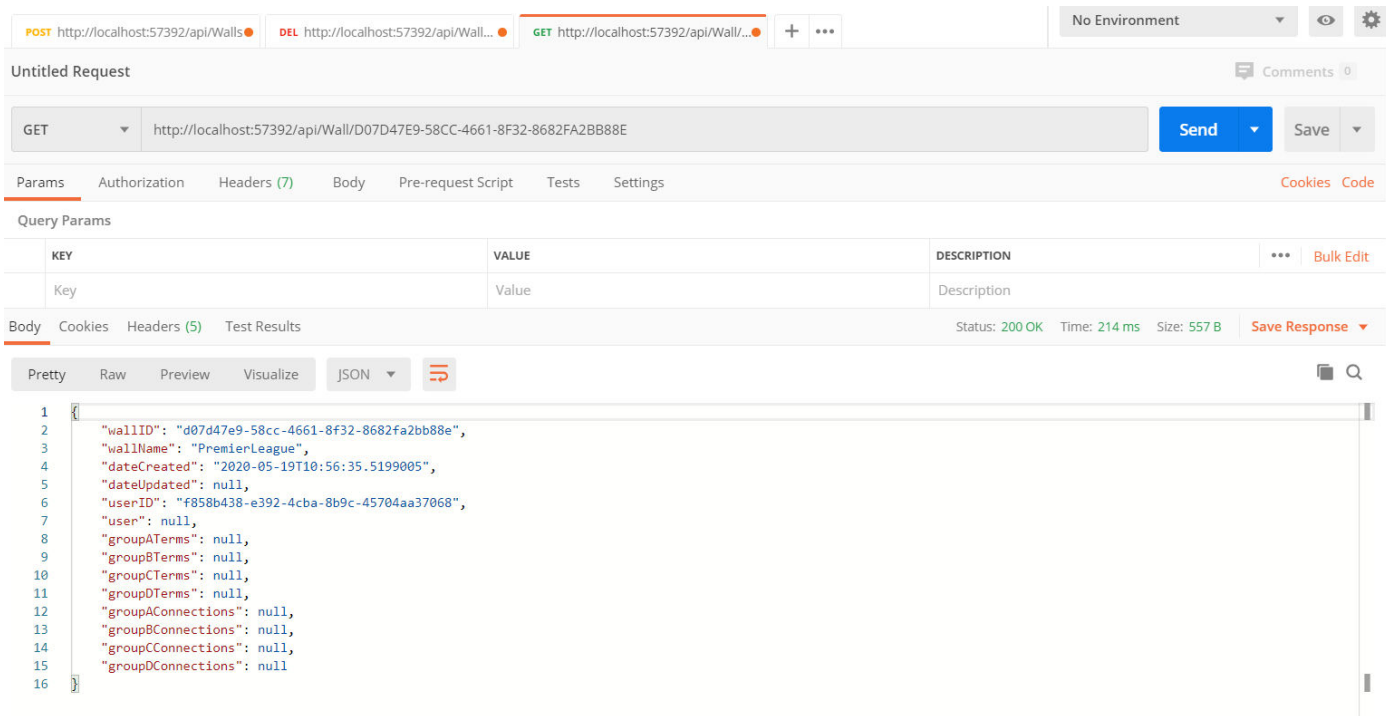 No Environment
POST http://localhost:57392/api/Walls DEL http://localhost:57392/api/Wall... GET http://localhost:57392/api/Wall/... + •••
Untitled Request Comments 0
GET http://localhost:57392/api/Wall/D07D47E9-58CC-4661-8F32-8682FA2BB88E Send Save
Params Authorization Headers (7) Body Pre-request Script Tests Settings Cookies Code
Query Params
KEY VALUE DESCRIPTION ••• Bulk Edit
Key Value Description
Body Cookies Headers (5) Test Results Status: 200 OK Time: 214 ms Size: 557 B Save Response
Pretty Raw Preview Visualize JSON
1 {
2 "wallID": "d07d47e9-58cc-4661-8f32-8682fa2bb88e",
3 "wallName": "PremierLeague",
4 "dateCreated": "2020-05-19T10:56:35.5199005",
5 "dateUpdated": null,
6 "userID": "f858b438-e392-4cba-8b9c-45704aa37068",
7 "user": null,
8 "groupATerms": null,
9 "groupBTerms": null,
10 "groupCTerms": null,
11 "groupDTerms": null,
12 "groupAConnections": null,
13 "groupBConnections": null,
14 "groupCConnections": null,
15 "groupDConnections": null
16 }